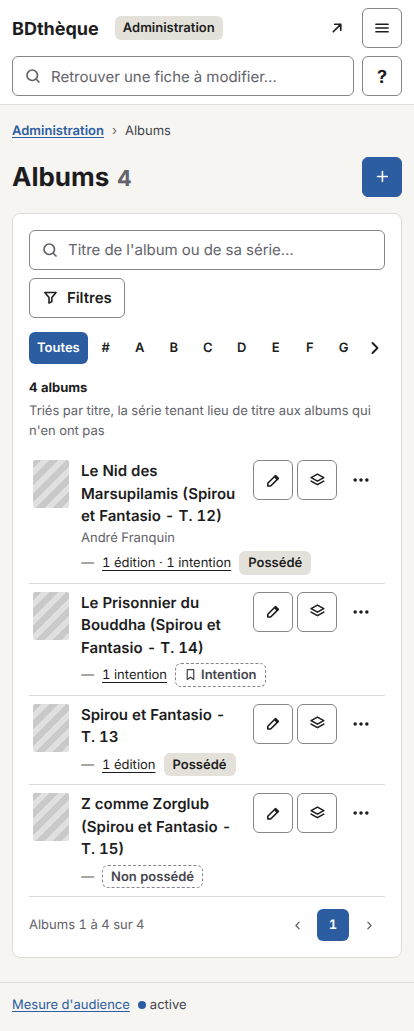 BDthèque Administration
Retrouver une fiche à modifier... ?
Administration › Albums
Albums 4
Titre de l'album ou de sa série...
Filtres
Toutes # A B C D E F G
4 albums
Triés par titre, la série tenant lieu de titre aux albums qui
n'en ont pas
Le Nid des
Marsupilamis (Spirou
et Fantasio - T. 12)
André Franquin
— 1 édition · 1 intention Possédé
Le Prisonnier du
Bouddha (Spirou et
Fantasio - T. 14)
— 1 intention Intention
Spirou et Fantasio -
T. 13
— 1 édition Possédé
Z comme Zorglub
(Spirou et Fantasio -
T. 15)
— Non possédé
Albums 1 à 4 sur 4 ‹ 1 ›
Mesure d'audience active